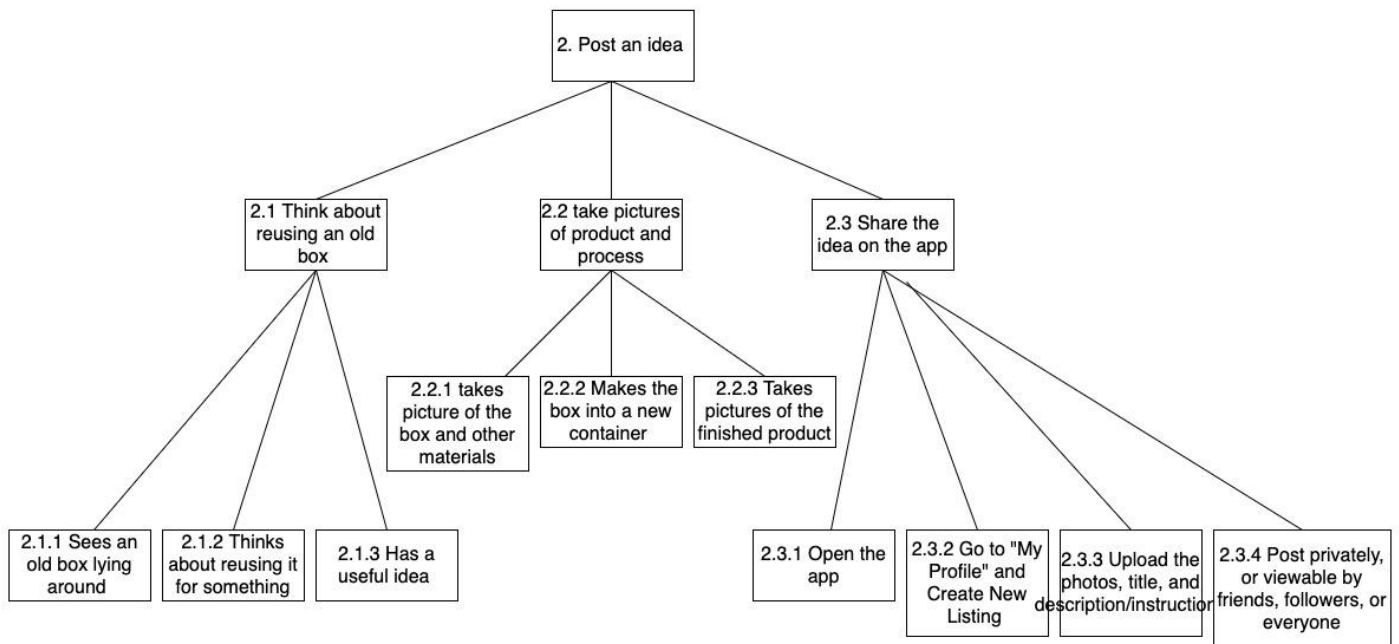 2. Post an idea
2.1 Think about
reusing an old
box
2.2 take pictures
of product and
process
2.3 Share the
idea on the app
2.2.1 takes
picture of the
box and other
materials
2.2.2 Makes the
box into a new
container
2.2.3 Takes
pictures of the
finished product
2.1.1 Sees an
old box lying
around
2.1.2 Thinks
about reusing it
for something
2.1.3 Has a
useful idea
2.3.1 Open the
app
2.3.2 Go to "My
Profile" and
Create New
Listing
2.3.3 Upload the
photos, title, and
description/instruction
2.3.4 Post privately,
or viewable by
friends, followers, or
everyone